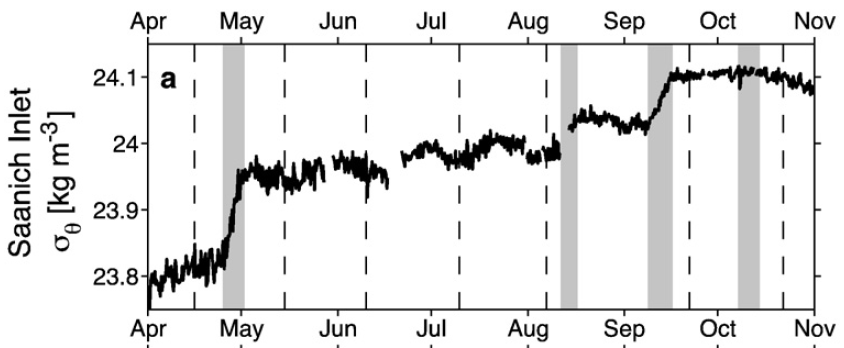 Apr May Jun Jul Aug Sep Oct Nov
a
Saanich Inlet
σθ [kg m-3]
24.1
24
23.9
23.8
Apr May Jun Jul Aug Sep Oct Nov